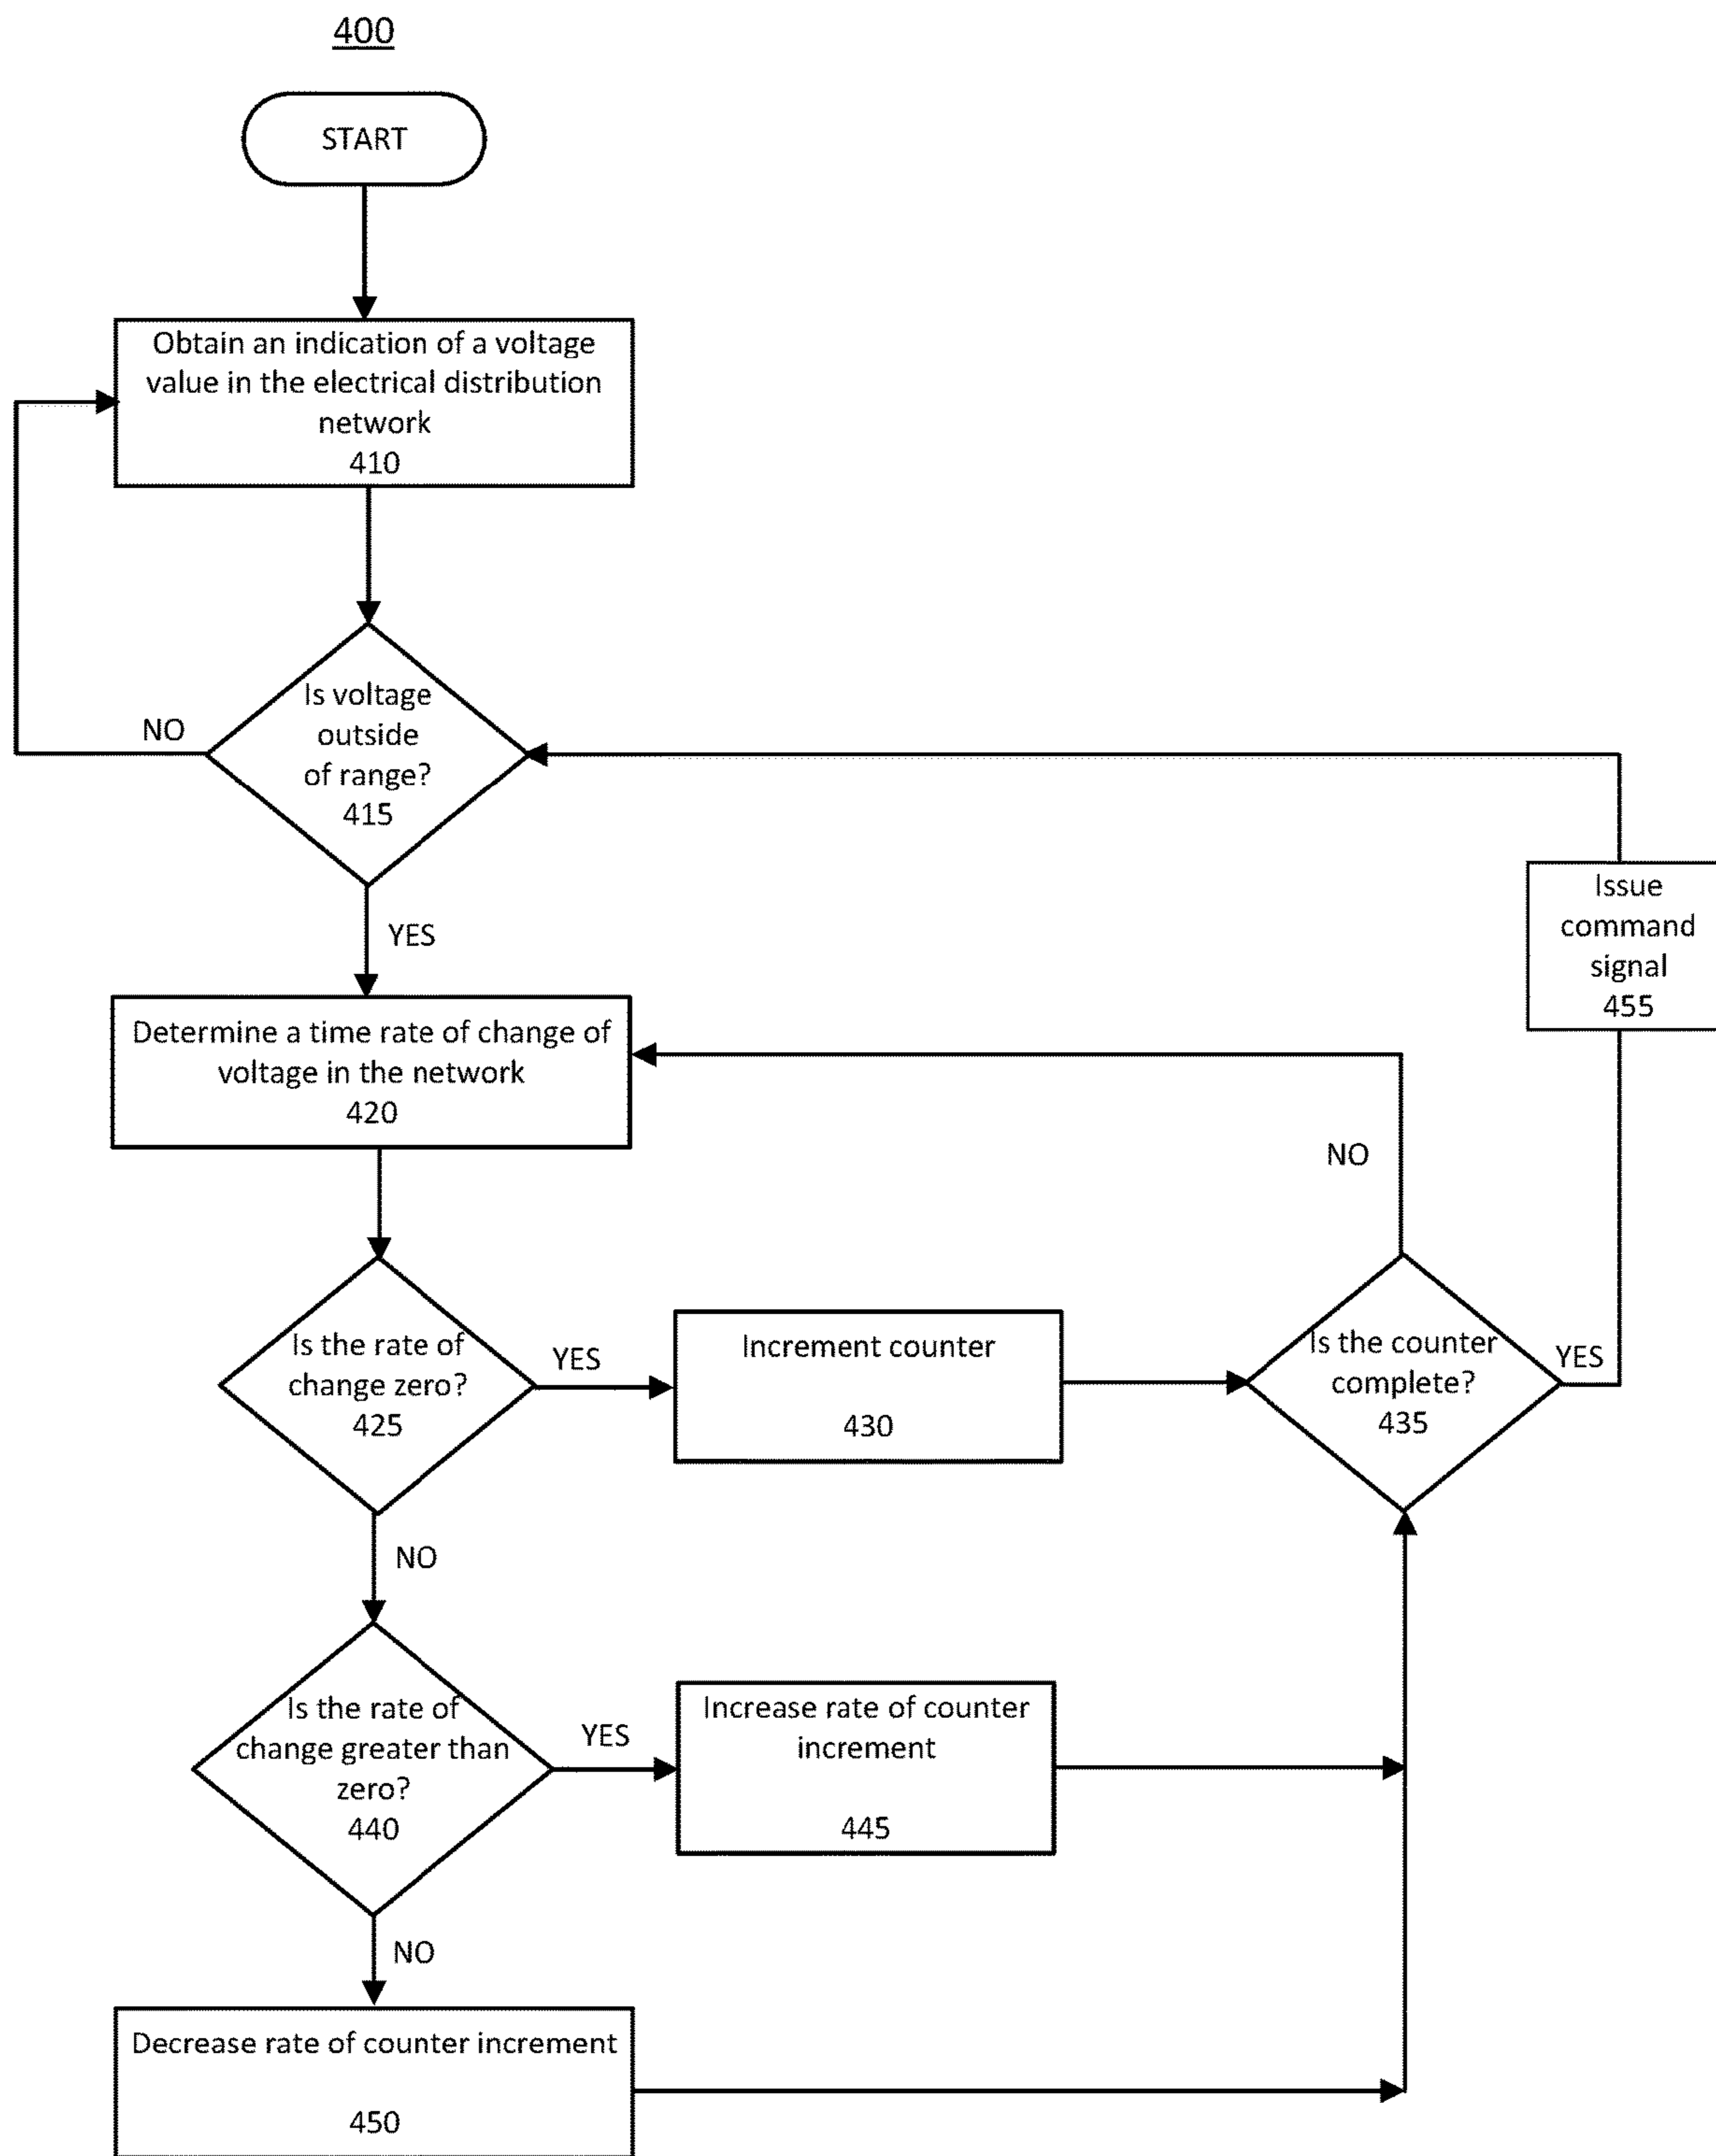 400
START
Obtain an indication of a voltage
value in the electrical distribution
network
410
Is voltage
outside
of range?
415
NO
YES
Issue
command
signal
455
Determine a time rate of change of
voltage in the network
420
NO
Is the rate of
change zero?
425
YES
Increment counter
430
Is the counter
complete?
435
YES
NO
Is the rate of
change greater than
zero?
440
YES
Increase rate of counter
increment
445
NO
Decrease rate of counter increment
450